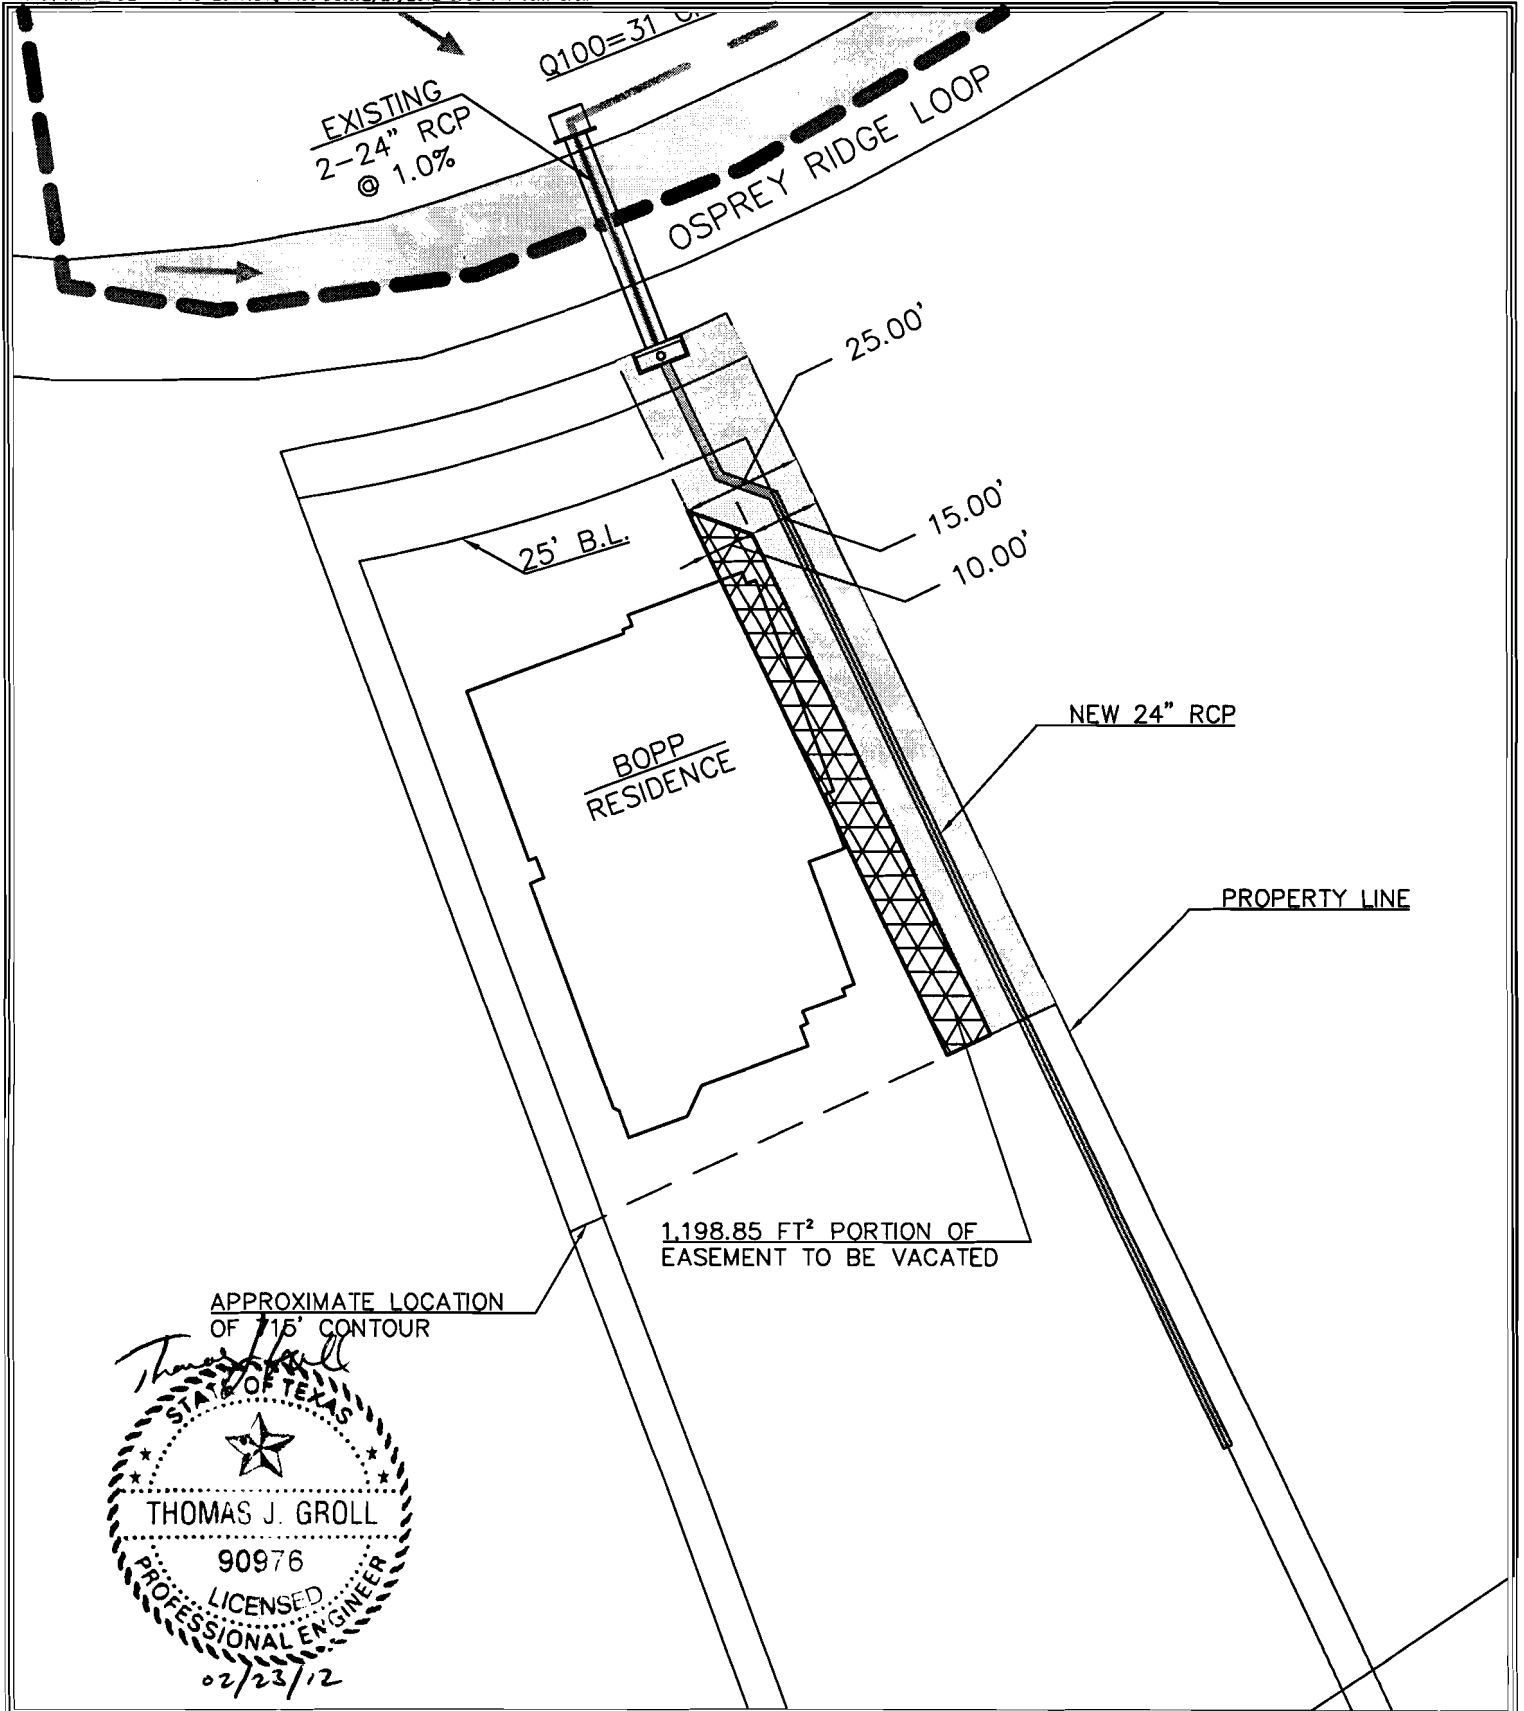 Q100=31
EXISTING
2-24" RCP
@ 1.0%
OSPREY RIDGE LOOP
25.00'
15.00'
10.00'
25' B.L.
NEW 24" RCP
BOPP
RESIDENCE
PROPERTY LINE
1,198.85 FT² PORTION OF
EASEMENT TO BE VACATED
APPROXIMATE LOCATION
OF 715' CONTOUR
STATE OF TEXAS
THOMAS J. GROLL
90976
LICENSED
PROFESSIONAL ENGINEER
02/23/12